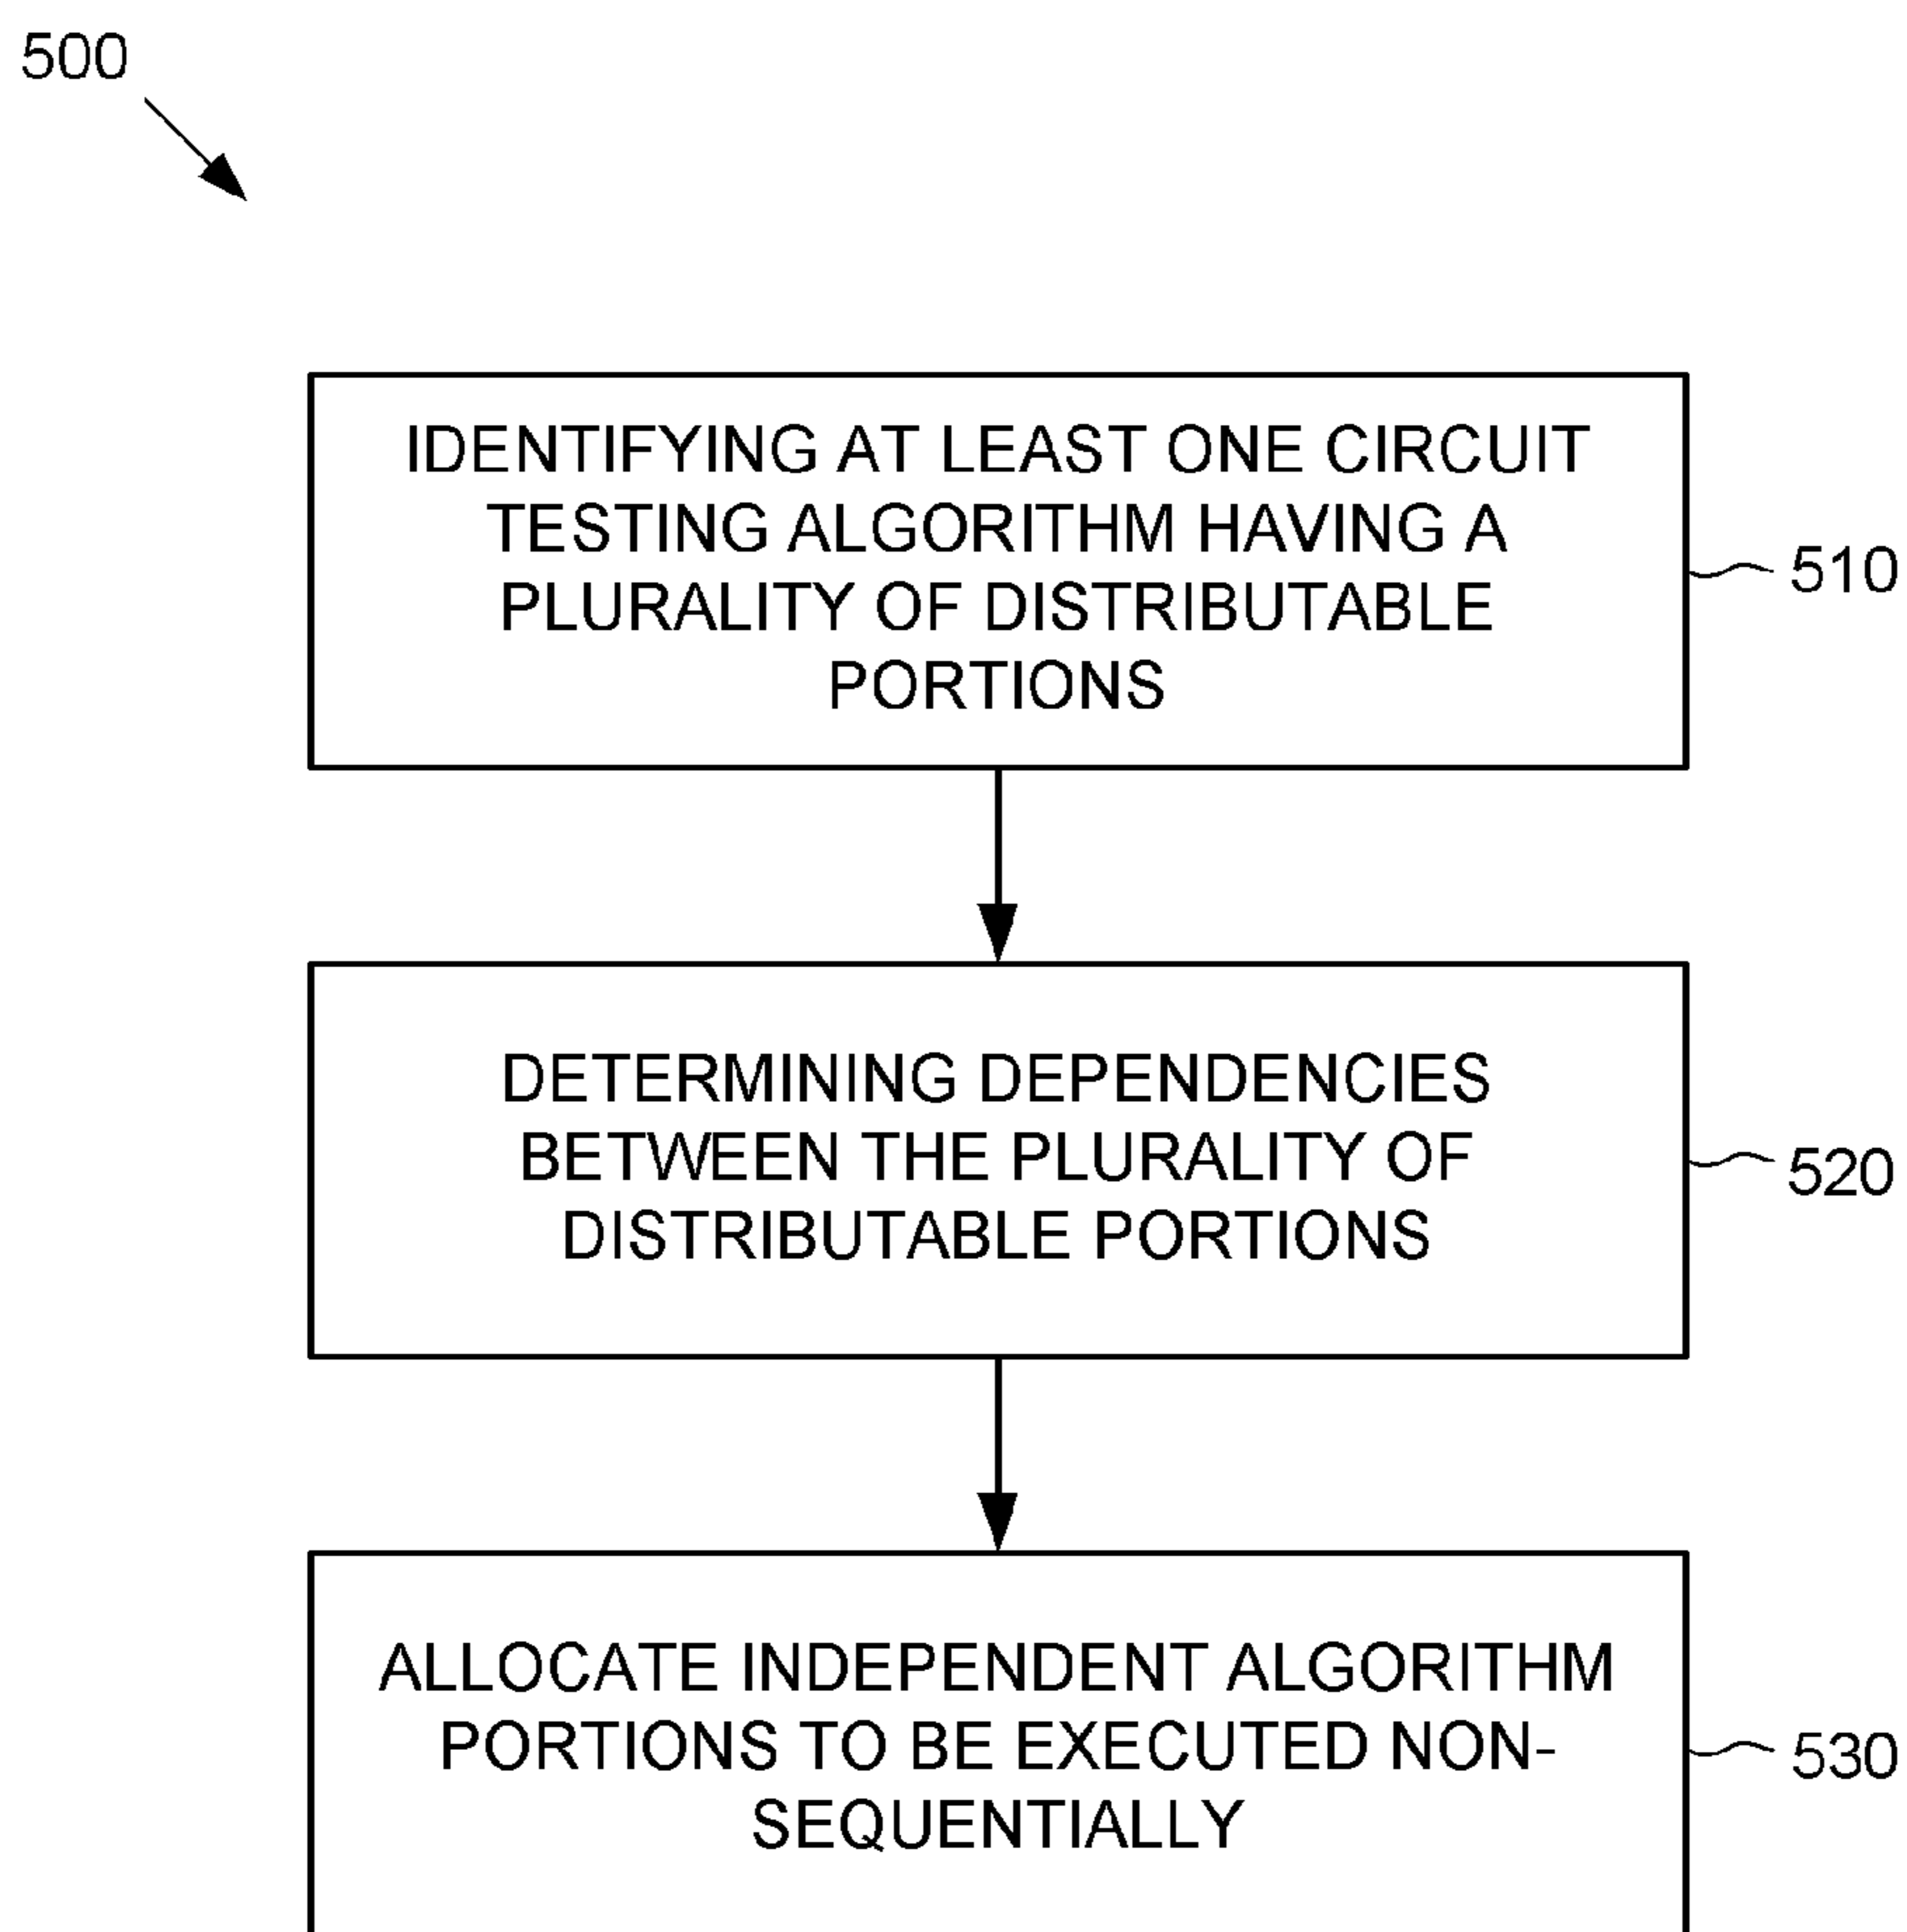 500
IDENTIFYING AT LEAST ONE CIRCUIT
TESTING ALGORITHM HAVING A
PLURALITY OF DISTRIBUTABLE
PORTIONS
510
DETERMINING DEPENDENCIES
BETWEEN THE PLURALITY OF
DISTRIBUTABLE PORTIONS
520
ALLOCATE INDEPENDENT ALGORITHM
PORTIONS TO BE EXECUTED NON-
SEQUENTIALLY
530